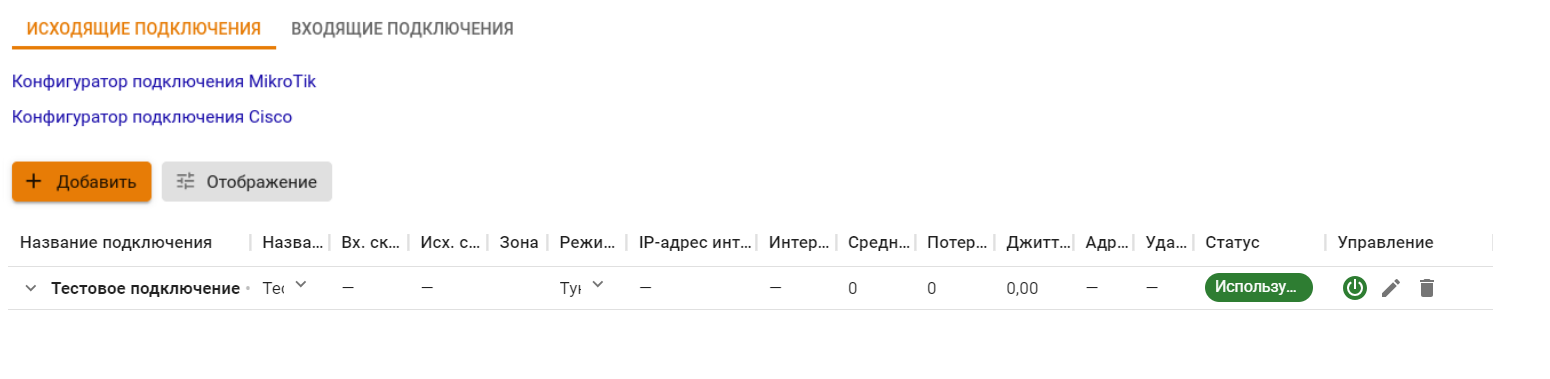 ИСХОДЯЩИЕ ПОДКЛЮЧЕНИЯ ВХОДЯЩИЕ ПОДКЛЮЧЕНИЯ
Конфигуратор подключения MikroTik
Конфигуратор подключения Cisco
Добавить Отображение
Название подключения Назва... Вх. ск... Исх. с... Зона Режи... IP-адрес инт... Интер... Средн... Потер... Джитт... Адр... Уда... Статус Управление
Тестовое подключение • Тес — — Тун — — 0 0 0,00 — — Использу...